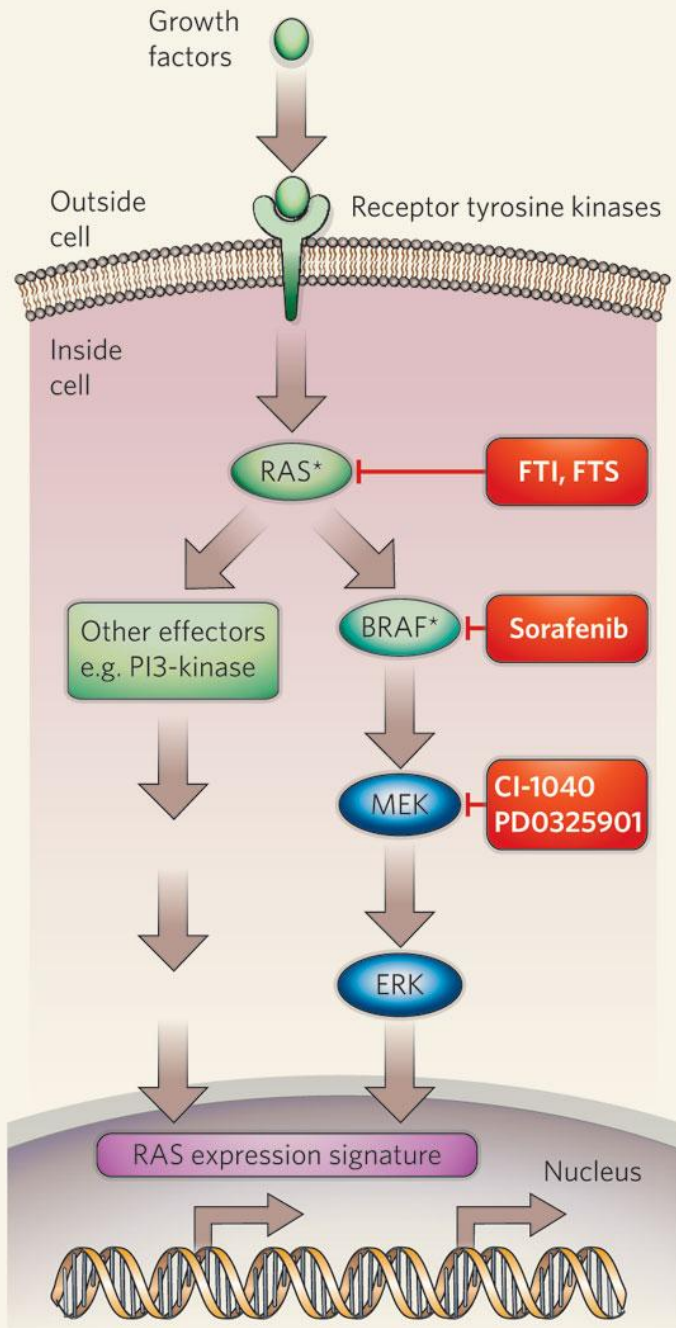 Growth
factors
Outside
cell
Receptor tyrosine kinases
Inside
cell
RAS*
FTI, FTS
Other effectors
e.g. PI3-kinase
BRAF*
Sorafenib
MEK
CI-1040
PD0325901
ERK
RAS expression signature
Nucleus